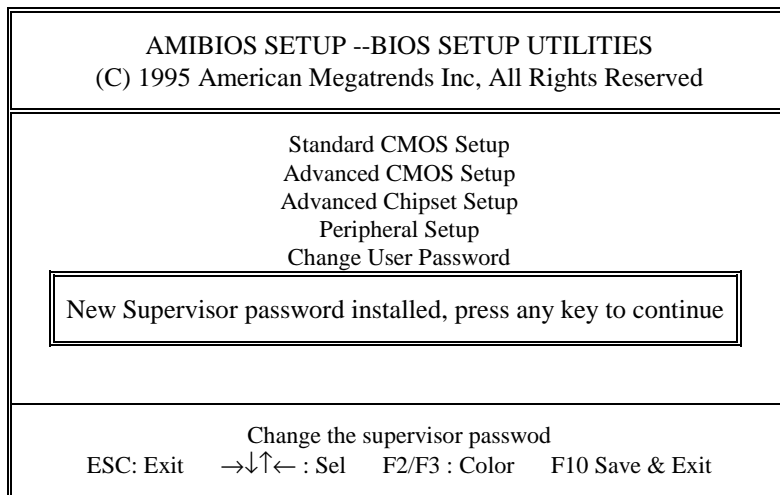 AMIBIOS SETUP --BIOS SETUP UTILITIES
(C) 1995 American Megatrends Inc, All Rights Reserved
Standard CMOS Setup
Advanced CMOS Setup
Advanced Chipset Setup
Peripheral Setup
Change User Password
New Supervisor password installed, press any key to continue
Change the supervisor passwod
ESC: Exit →↓↑← : Sel F2/F3 : Color F10 Save & Exit